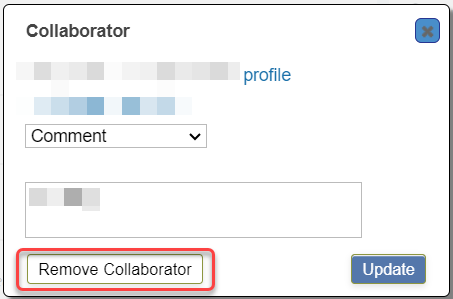 Collaborator
profile
Comment
Remove Collaborator Update